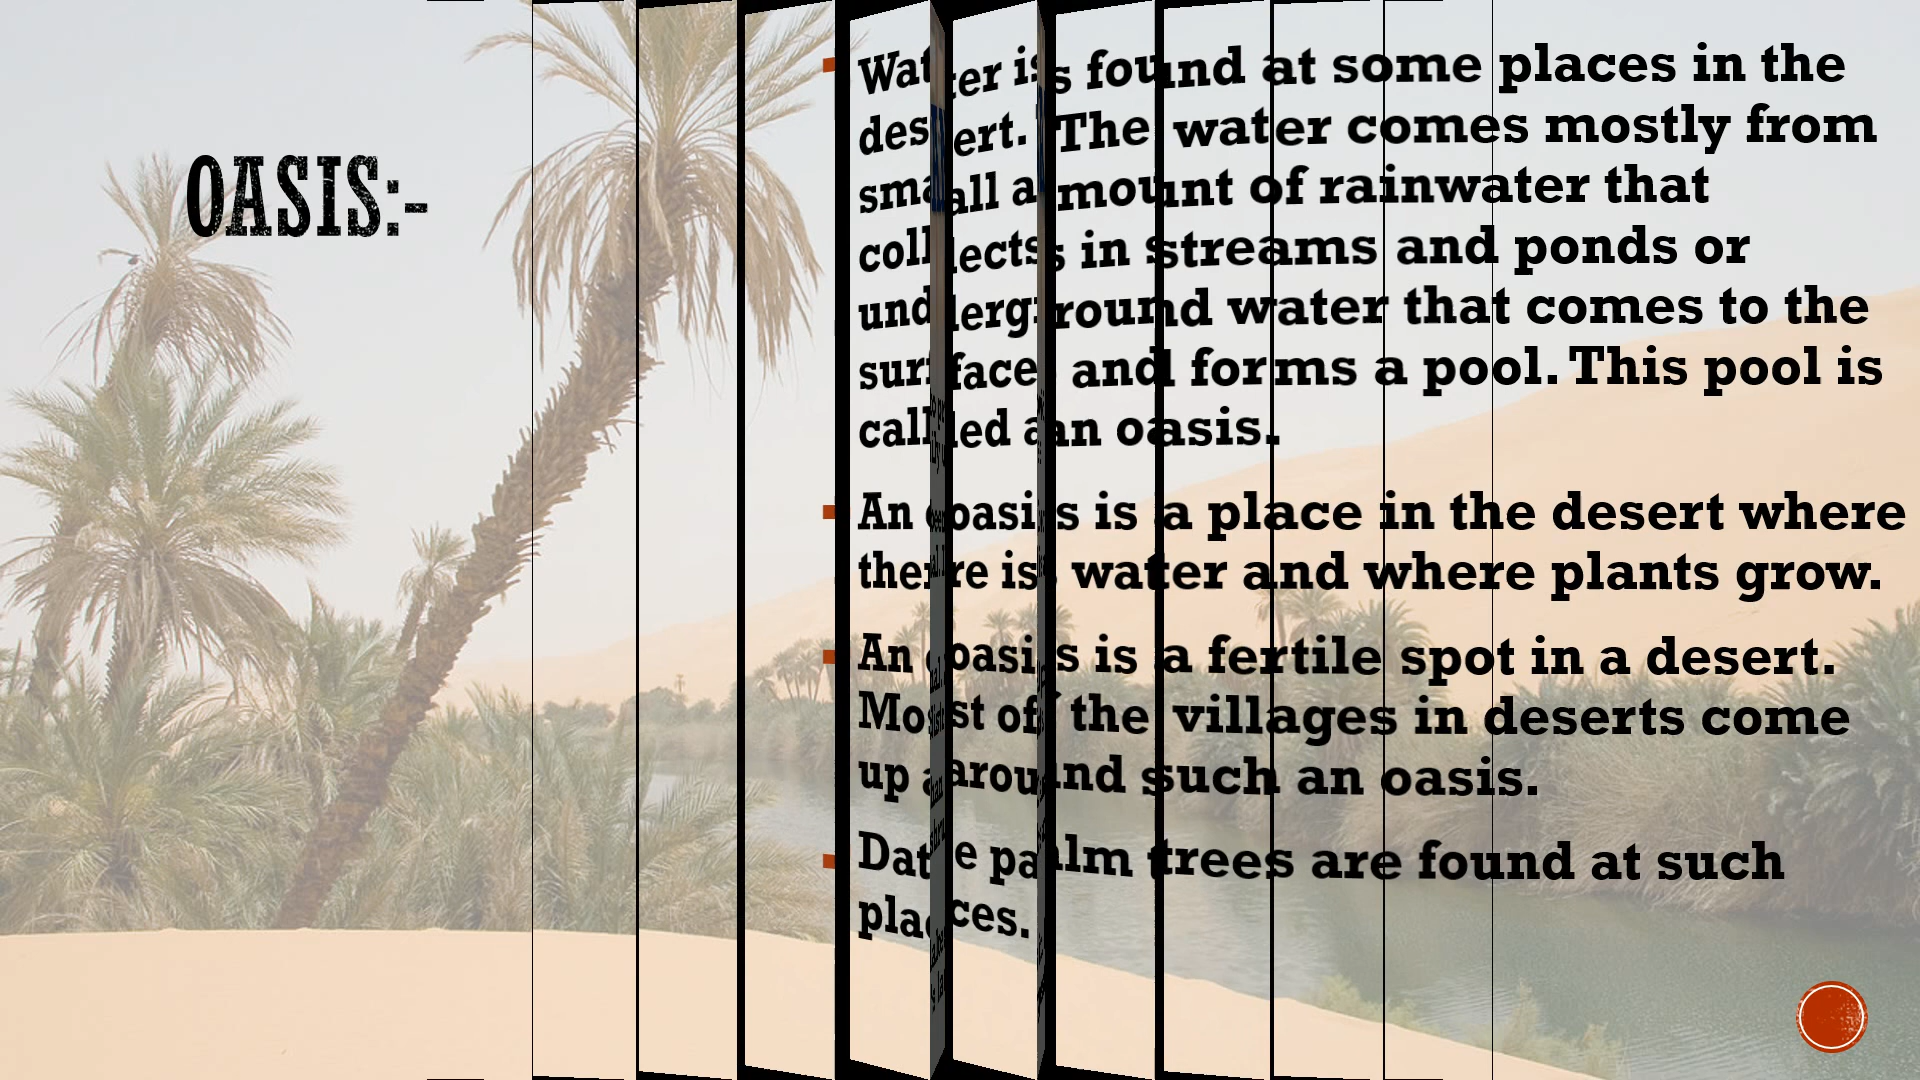 OASIS:-
Water is found at some places in the
desert. The water comes mostly from
small amount of rainwater that
collects in streams and ponds or
underground water that comes to the
surface and forms a pool. This pool is
called an oasis.
An oasis is a place in the desert where
there is water and where plants grow.
An oasis is a fertile spot in a desert.
Most of the villages in deserts come
up around such an oasis.
Date palm trees are found at such
places.